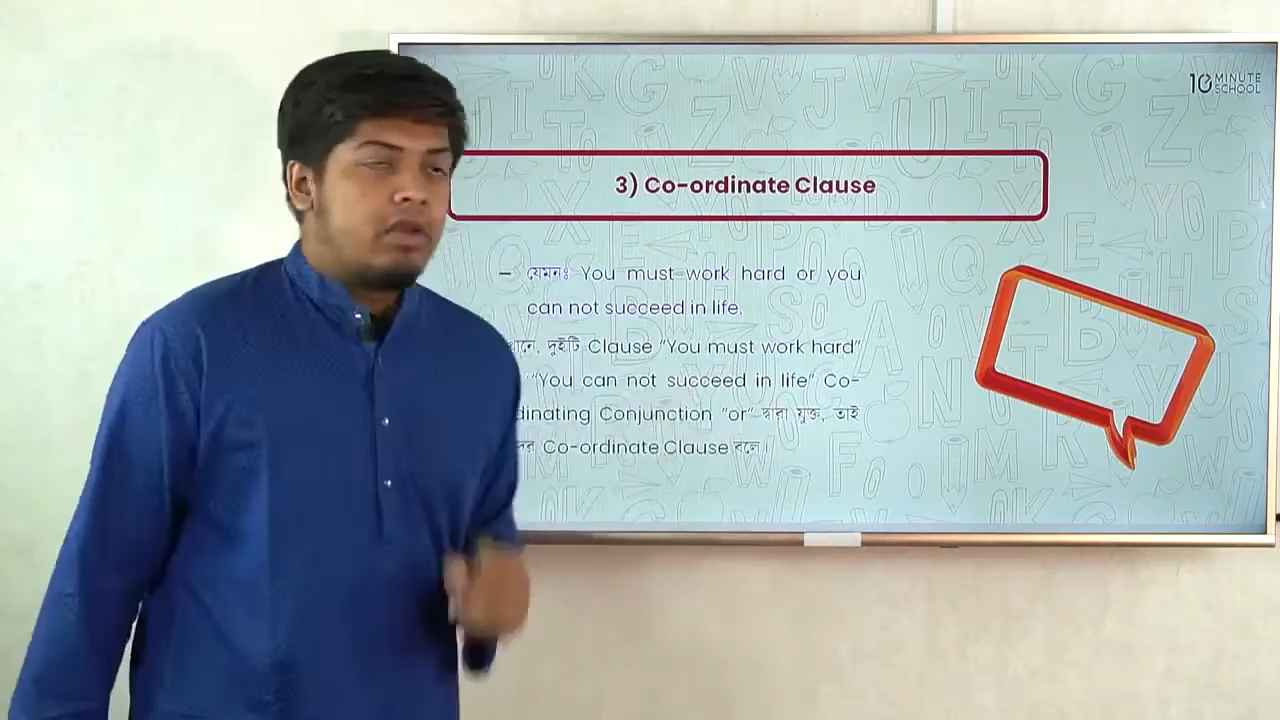 10 MINUTE
SCHOOL
3) Co-ordinate Clause
– যেমনঃ You must work hard or you
can not succeed in life.
দুইটি Clause “You must work hard”
“You can not succeed in life” Co-
Conjunction “or” দ্বারা যুক্ত, তাই
Co-ordinate Clause বলে।